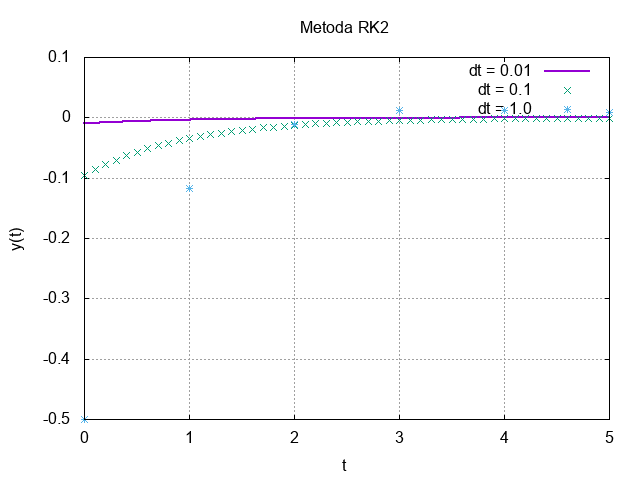 Metoda RK2
0.1
0
-0.1
-0.2
-0.3
-0.4
-0.5
y(t)
dt = 0.01
dt = 0.1
dt = 1.0
0 1 2 3 4 5
t